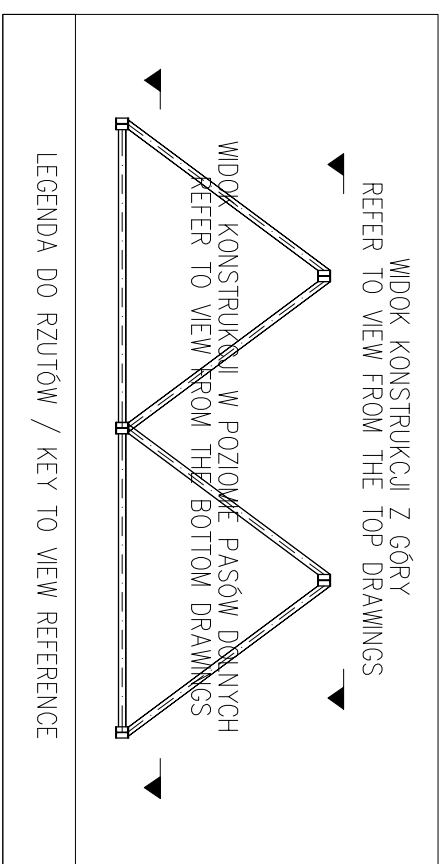 WIDOK KONSTRUKCJI Z GÓRY
REFER TO VIEW FROM THE TOP DRAWINGS
WIDOK KONSTRUKCJI W POZIOMIE PASÓW DOLNYCH
REFER TO VIEW FROM THE BOTTOM DRAWINGS
LEGENDA DO RZUTÓW / KEY TO VIEW REFERENCE